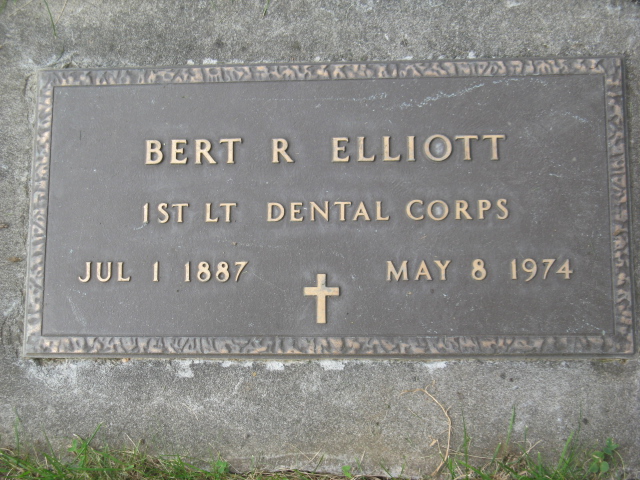 BERT R ELLIOTT
1ST LT DENTAL CORPS
JUL 1 1887 MAY 8 1974